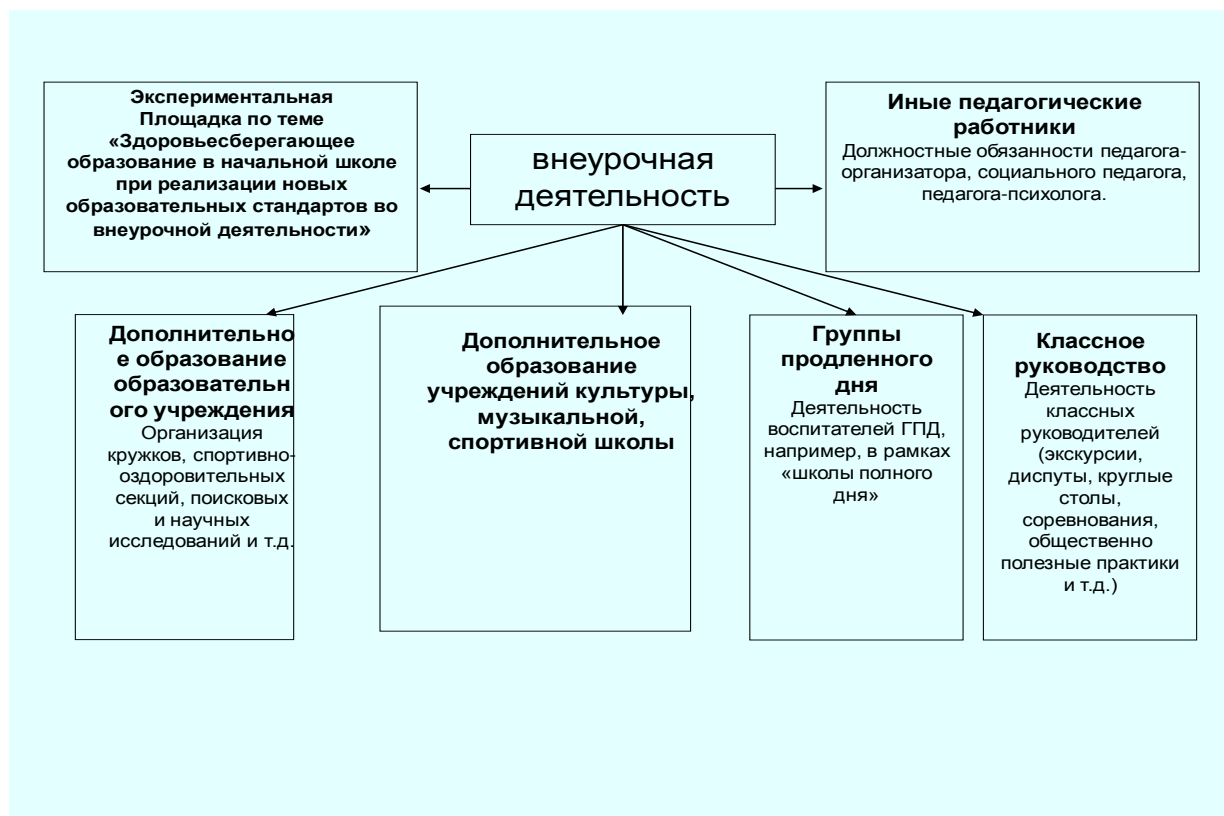 Экспериментальная
Площадка по теме
«Здоровьесберегающее
образование в начальной школе
при реализации новых
образовательных стандартов во
внеурочной деятельности»
внеурочная
деятельность
Иные педагогические
работники
Должностные обязанности педагога-
организатора, социального педагога,
педагога-психолога.
Дополнительно
е образование
образовательн
ого учреждения
Организация
кружков, спортивно-
оздоровительных
секций, поисковых
и научных
исследований и т.д.
Дополнительное
образование
учреждений культуры,
музыкальной,
спортивной школы
Группы
продленного
дня
Деятельность
воспитателей ГПД,
например, в рамках
«школы полного
дня»
Классное
руководство
Деятельность
классных
руководителей
(экскурсии,
диспуты, круглые
столы,
соревнования,
общественно
полезные практики
и т.д.)